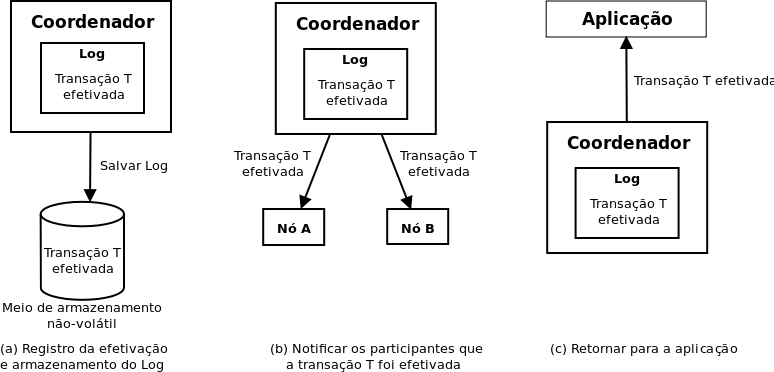 Coordenador
Log
Transação T
efetivada
Salvar Log
Transação T
efetivada
Meio de armazenamento
não-volátil
(a) Registro da efetivação
e armazenamento do Log
Coordenador
Log
Transação T
efetivada
Transação T
efetivada
Transação T
efetivada
Nó A
Nó B
(b) Notificar os participantes que
a transação T foi efetivada
Aplicação
Transação T efetivada
Coordenador
Log
Transação T
efetivada
(c) Retornar para a aplicação